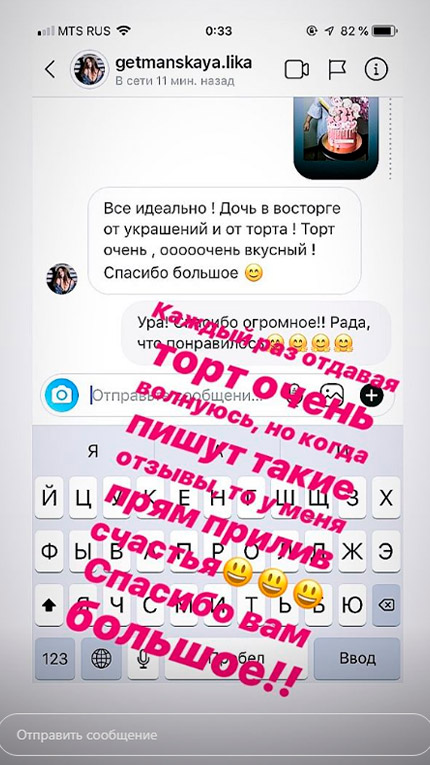 MTS RUS 0:33 82 %
getmanskaya.lika
В сети 11 мин. назад
Все идеально ! Дочь в восторге
от украшений и от торта ! Торт
очень , ооооочень вкусный !
Спасибо большое 😊
Ура! Спасибо огромное!! Рада,
что понравилось🤗🤗🤗🤗
Каждый раз отдавая
торт очень
волнуюсь, но когда
пишут такие
отзывы, то у меня
прям прилив
счастья😃😃😃
Спасибо вам
большое!!
Отправить сообщени...
Я
Й Ц У К Е Н Г Ш Щ З Х
Ф Ы В А П Р О Л Д Ж Э
Я Ч С М И Т Ь Б Ю
123 Пробел Ввод
Отправить сообщение